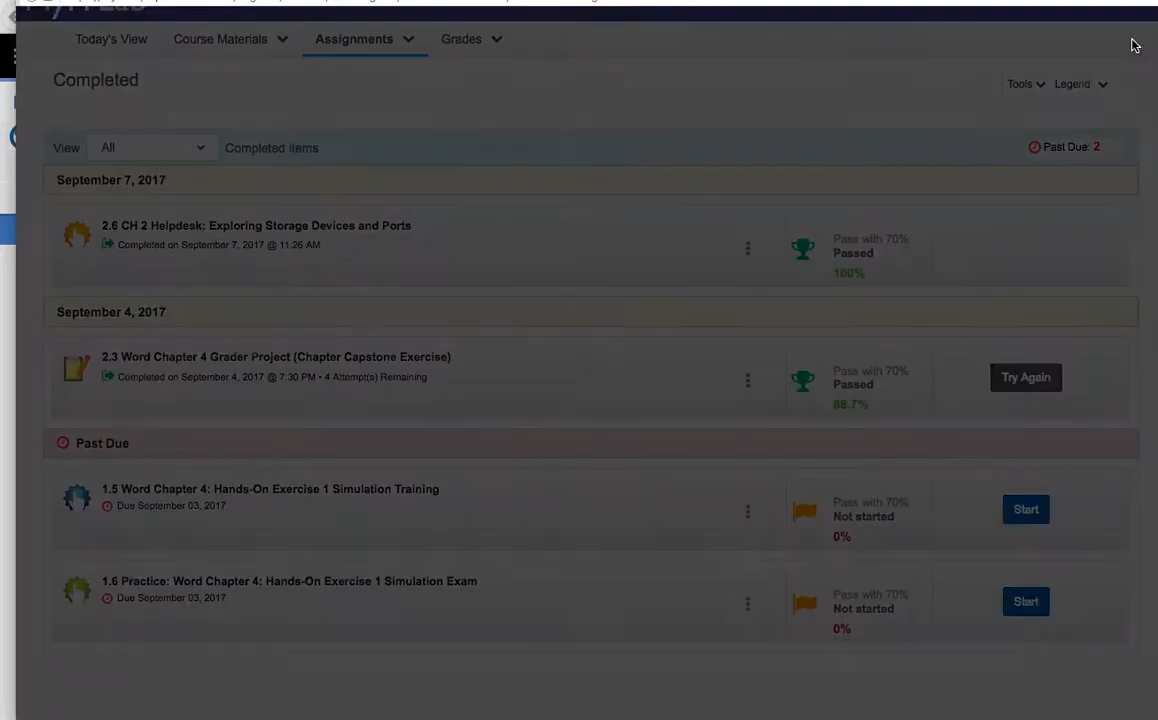 Today's View Course Materials Assignments Grades
Completed
Tools Legend
View All Completed items Past Due: 2
September 7, 2017
2.6 CH 2 Helpdesk: Exploring Storage Devices and Ports
Completed on September 7, 2017 @ 11:26 AM
Pass with 70%
Passed
100%
September 4, 2017
2.3 Word Chapter 4 Grader Project (Chapter Capstone Exercise)
Completed on September 4, 2017 @ 7:30 PM • 4 Attempt(s) Remaining
Pass with 70%
Passed
88.7%
Try Again
Past Due
1.5 Word Chapter 4: Hands-On Exercise 1 Simulation Training
Due September 03, 2017
Pass with 70%
Not started
0%
Start
1.6 Practice: Word Chapter 4: Hands-On Exercise 1 Simulation Exam
Due September 03, 2017
Pass with 70%
Not started
0%
Start